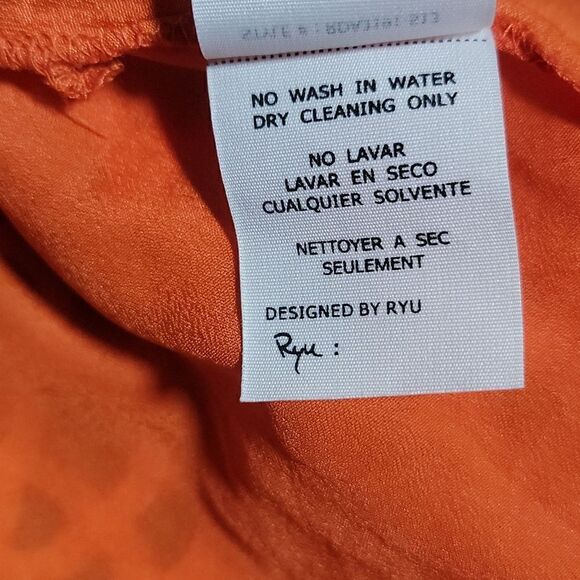 NO WASH IN WATER
DRY CLEANING ONLY
NO LAVAR
LAVAR EN SECO
CUALQUIER SOLVENTE
NETTOYER A SEC
SEULEMENT
DESIGNED BY RYU
Ryu :